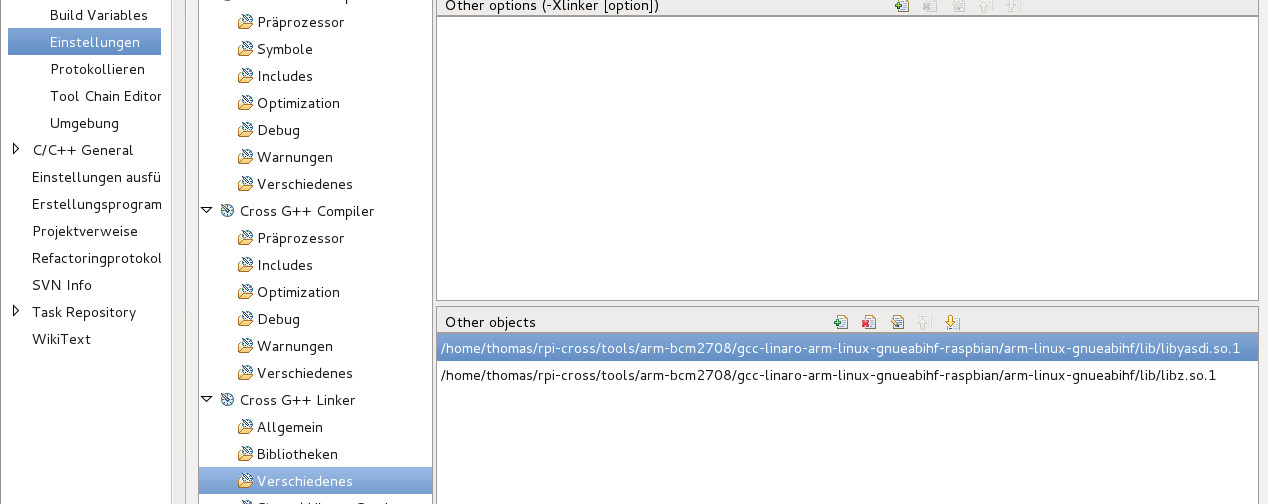 Build Variables
Einstellungen
Protokollieren
Tool Chain Editor
Umgebung
C/C++ General
Einstellungen ausfü
Erstellungsprogram
Projektverweise
Refactoringprotokol
SVN Info
Task Repository
WikiText
Präprozessor
Symbole
Includes
Optimization
Debug
Warnungen
Verschiedenes
Cross G++ Compiler
Präprozessor
Includes
Optimization
Debug
Warnungen
Verschiedenes
Cross G++ Linker
Allgemein
Bibliotheken
Verschiedenes
Other options (-Xlinker [option])
Other objects
/home/thomas/rpi-cross/tools/arm-bcm2708/gcc-linaro-arm-linux-gnueabihf-raspbian/arm-linux-gnueabihf/lib/libyasdi.so.1
/home/thomas/rpi-cross/tools/arm-bcm2708/gcc-linaro-arm-linux-gnueabihf-raspbian/arm-linux-gnueabihf/lib/libz.so.1